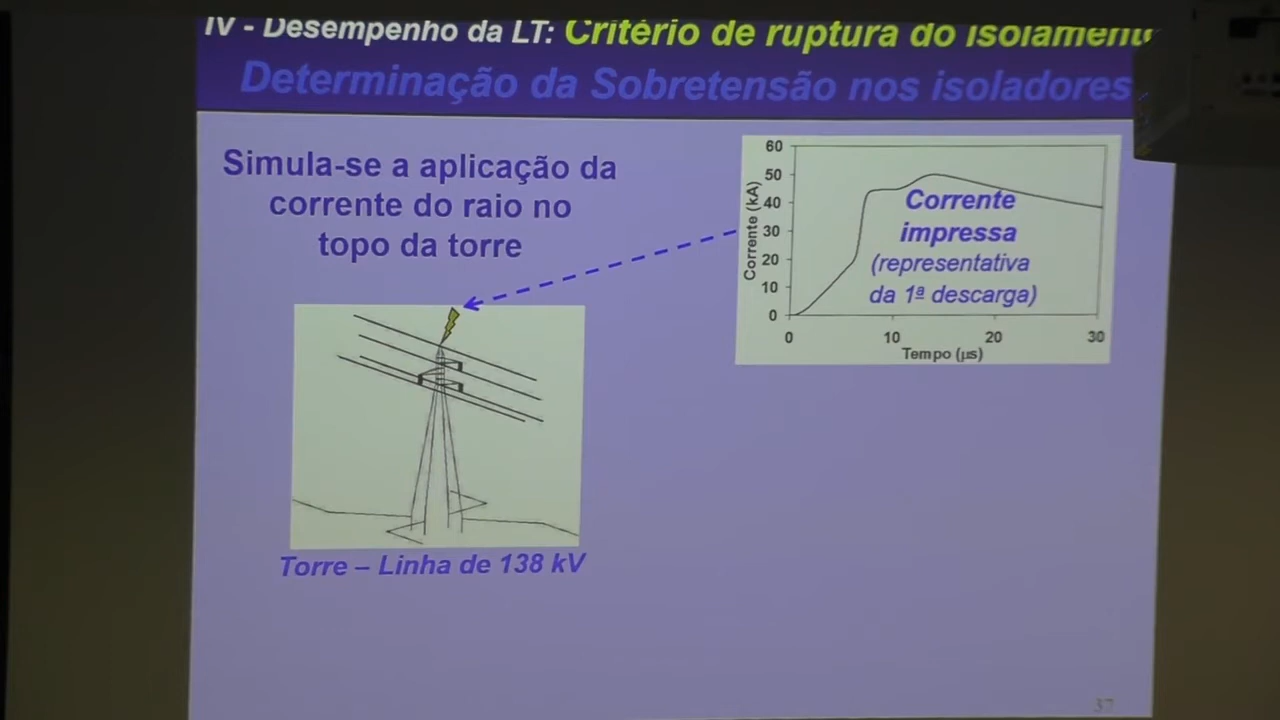 IV - Desempenho da LT: Critério de ruptura do isolamento
Determinação da Sobretensão nos isoladores
Simula-se a aplicação da
corrente do raio no
topo da torre
60
50
40
30
20
10
0
Corrente (kA)
Corrente
impressa
(representativa
da 1ª descarga)
0
10
20
30
Tempo (µs)
Torre – Linha de 138 kV
37